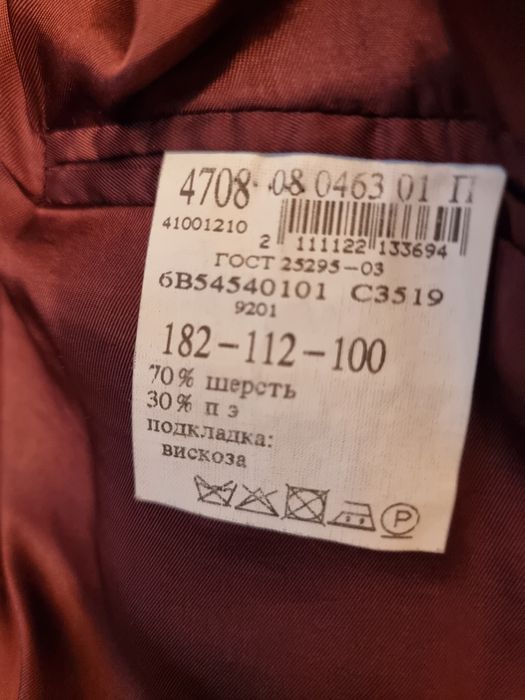 4708 08 0463 01 П
41001210
2 111122 133694
ГОСТ 25295-03
6В54540101 С3519
9201
182-112-100
70% шерсть
30% п э
подкладка:
вискоза
P